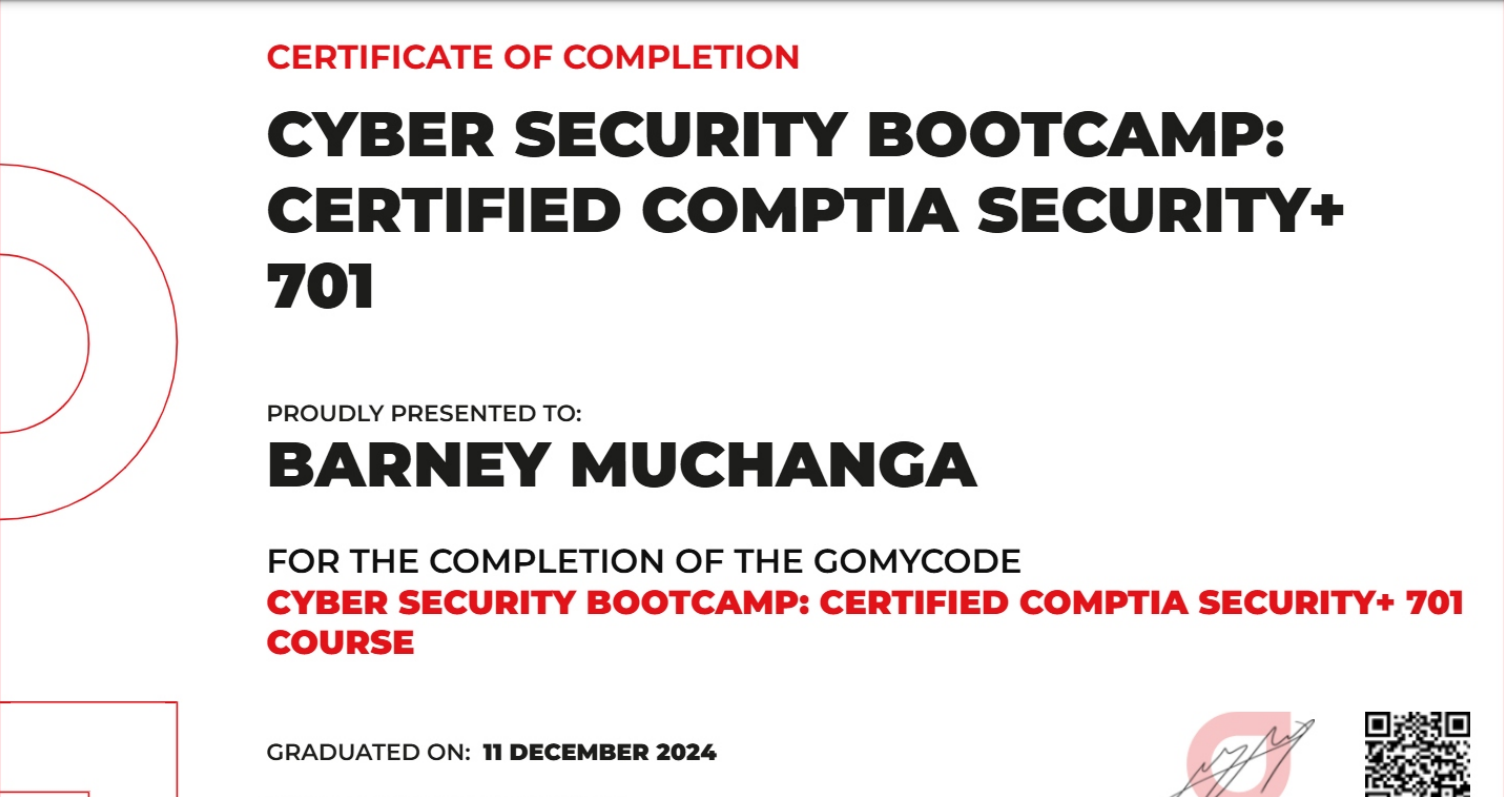 CERTIFICATE OF COMPLETION
CYBER SECURITY BOOTCAMP:
CERTIFIED COMPTIA SECURITY+
701
PROUDLY PRESENTED TO:
BARNEY MUCHANGA
FOR THE COMPLETION OF THE GOMYCODE
CYBER SECURITY BOOTCAMP: CERTIFIED COMPTIA SECURITY+ 701
COURSE
GRADUATED ON: 11 DECEMBER 2024